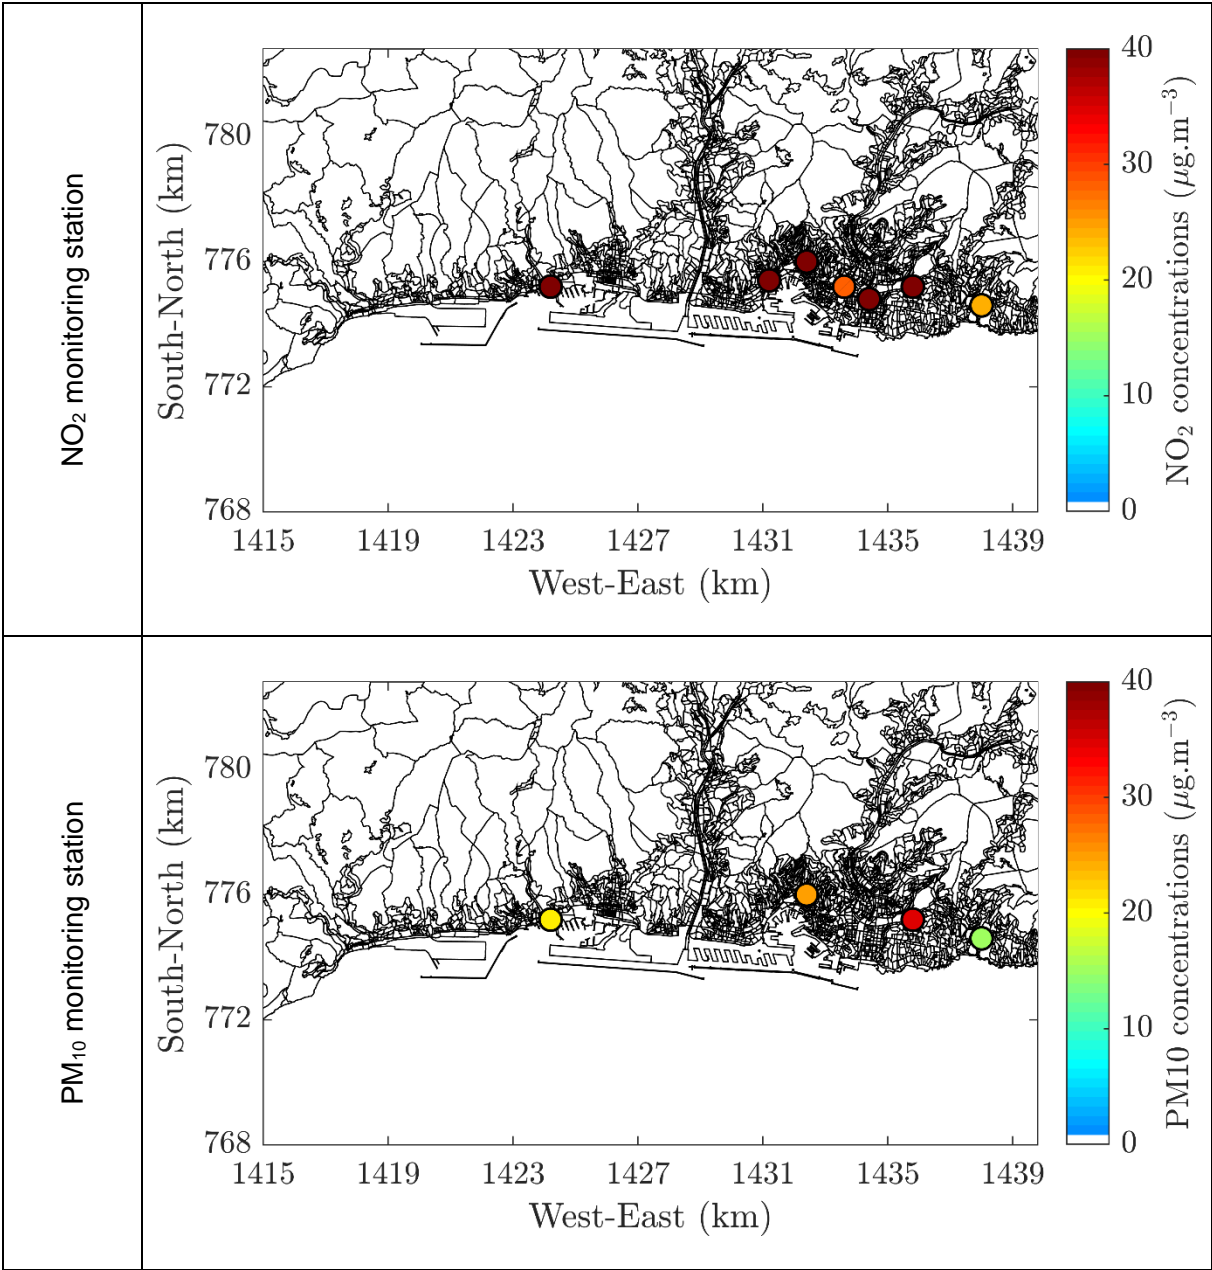 NO₂ monitoring station
780
776
772
768
1415 1419 1423 1427 1431 1435 1439
South-North (km)
West-East (km)
40
30
20
10
0
NO₂ concentrations (μg.m⁻³)
PM₁₀ monitoring station
780
776
772
768
1415 1419 1423 1427 1431 1435 1439
South-North (km)
West-East (km)
40
30
20
10
0
PM10 concentrations (μg.m⁻³)